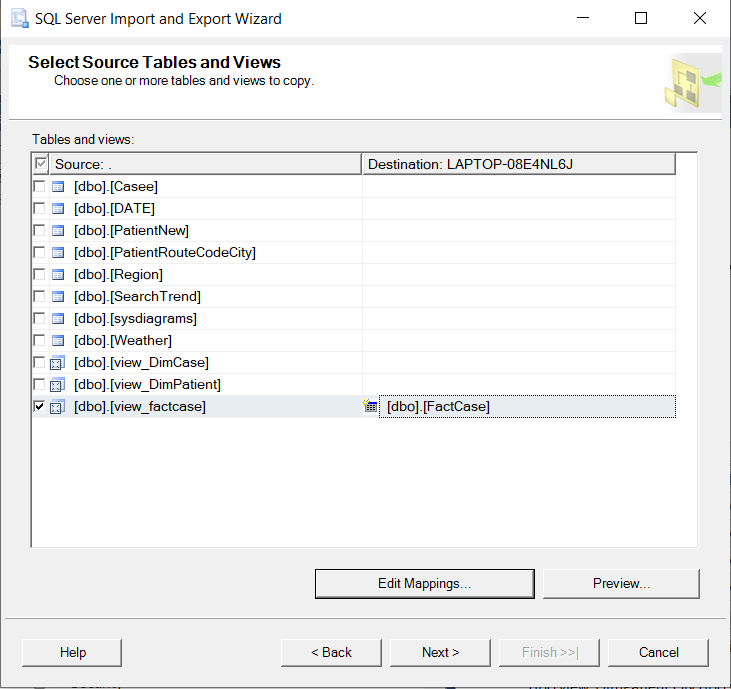 SQL Server Import and Export Wizard
Select Source Tables and Views
Choose one or more tables and views to copy.
Tables and views:
Source: . Destination: LAPTOP-08E4NL6J
[dbo].[Casee]
[dbo].[DATE]
[dbo].[PatientNew]
[dbo].[PatientRouteCodeCity]
[dbo].[Region]
[dbo].[SearchTrend]
[dbo].[sysdiagrams]
[dbo].[Weather]
[dbo].[view_DimCase]
[dbo].[view_DimPatient]
[dbo].[view_factcase] [dbo].[FactCase]
Edit Mappings... Preview...
Help < Back Next > Finish >>| Cancel